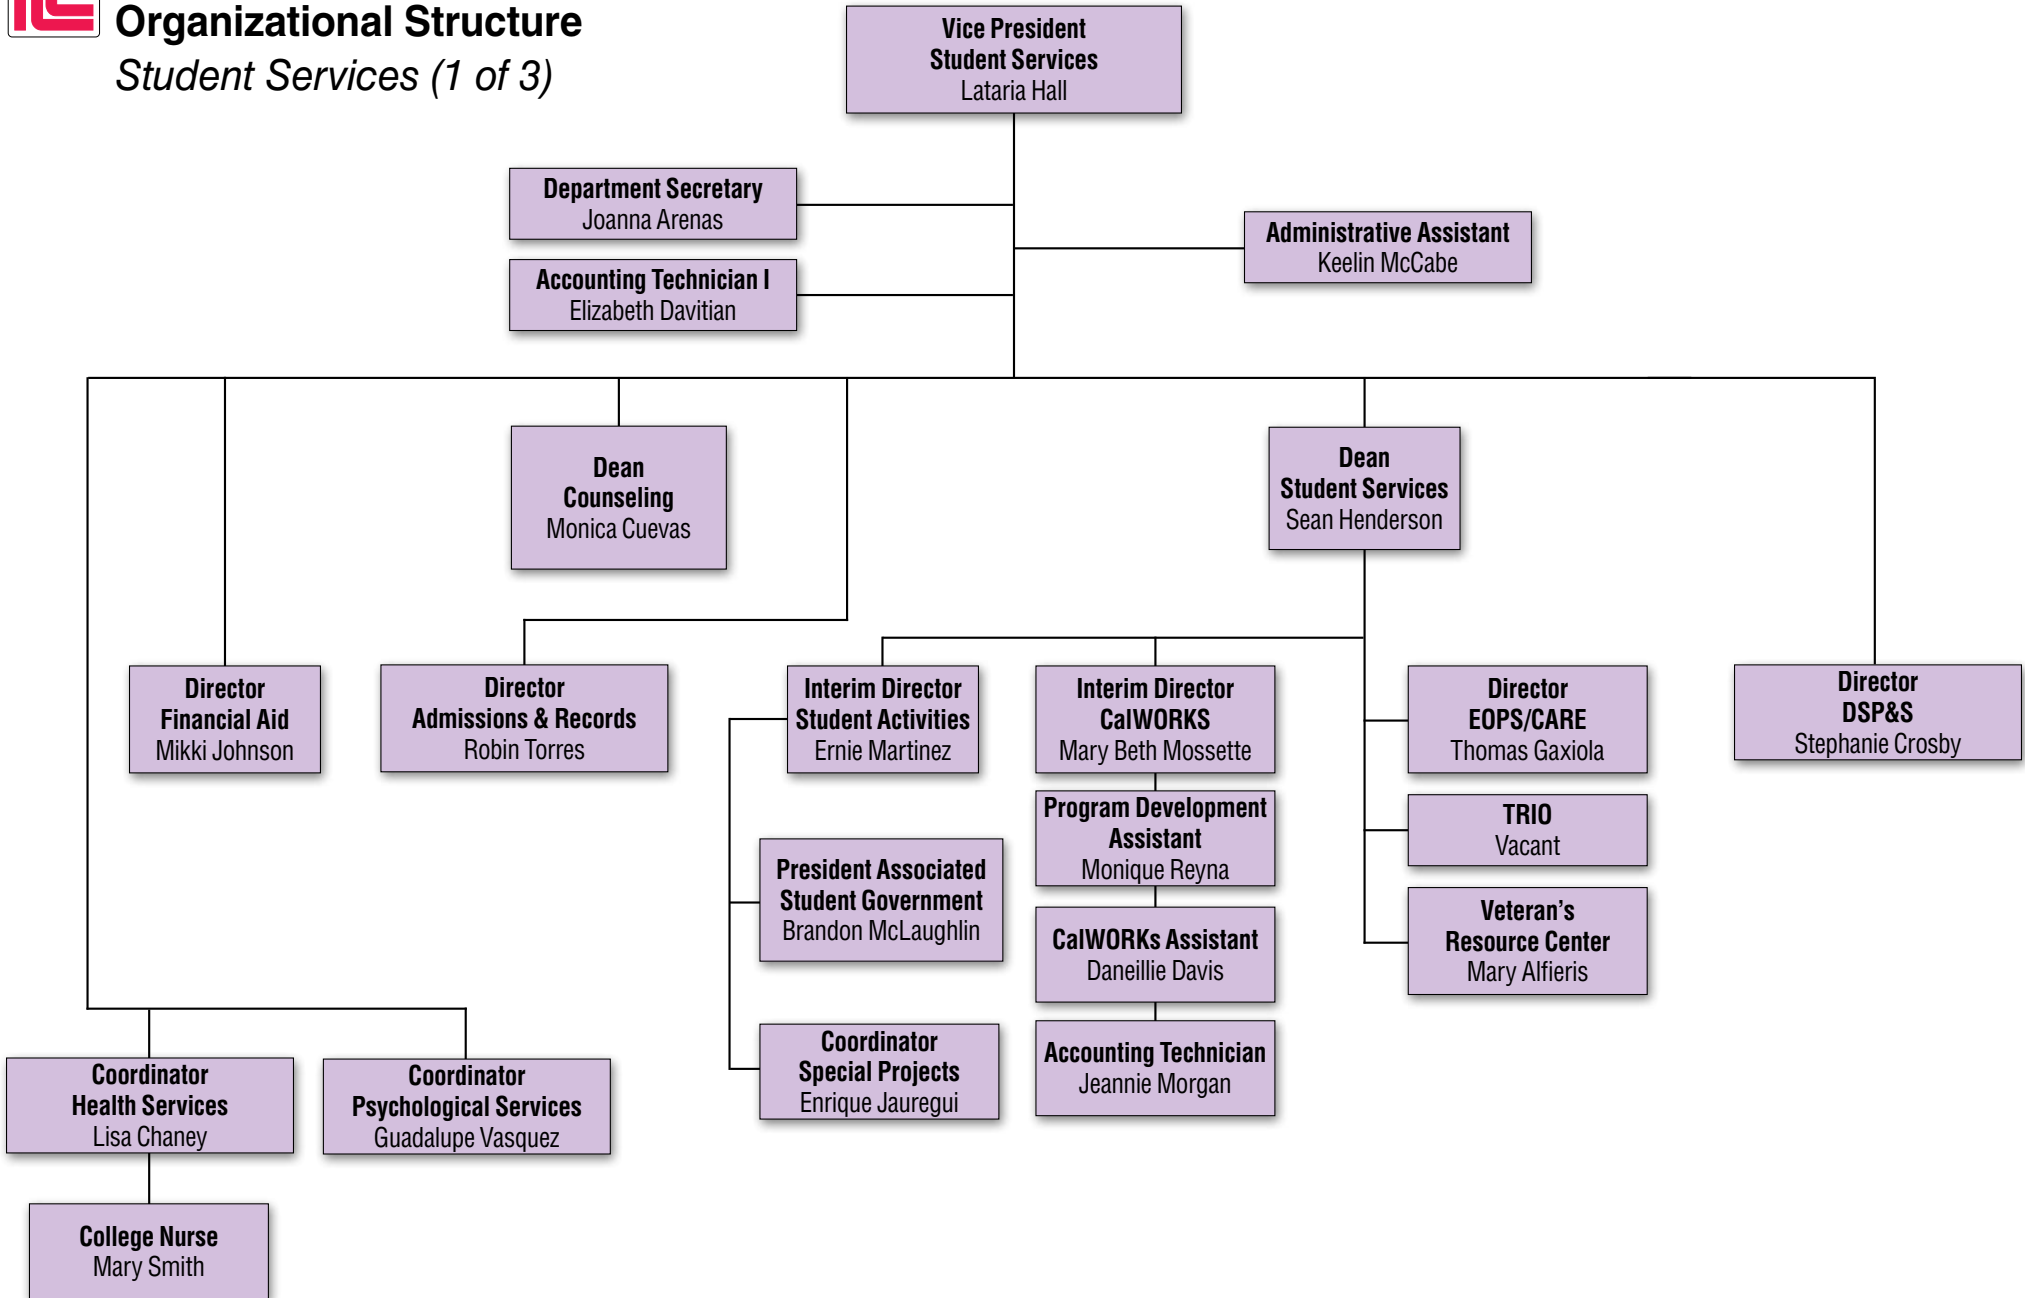 Organizational Structure
Student Services (1 of 3)
Vice President
Student Services
Lataria Hall
Department Secretary
Joanna Arenas
Administrative Assistant
Keelin McCabe
Accounting Technician I
Elizabeth Davitian
Dean
Counseling
Monica Cuevas
Dean
Student Services
Sean Henderson
Director
Financial Aid
Mikki Johnson
Director
Admissions & Records
Robin Torres
Interim Director
Student Activities
Ernie Martinez
Interim Director
CalWORKS
Mary Beth Mossette
Director
EOPS/CARE
Thomas Gaxiola
Director
DSP&S
Stephanie Crosby
Program Development
Assistant
Monique Reyna
TRIO
Vacant
President Associated
Student Government
Brandon McLaughlin
CalWORKs Assistant
Daneillie Davis
Veteran’s
Resource Center
Mary Alfieris
Coordinator
Special Projects
Enrique Jauregui
Accounting Technician
Jeannie Morgan
Coordinator
Health Services
Lisa Chaney
Coordinator
Psychological Services
Guadalupe Vasquez
College Nurse
Mary Smith